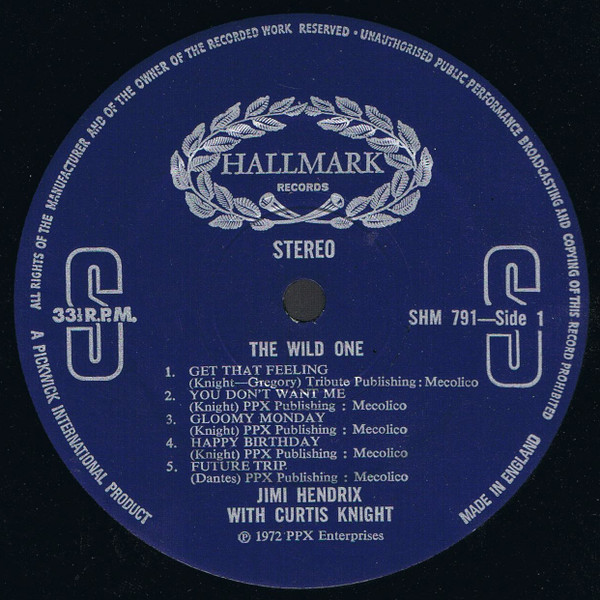 ALL RIGHTS OF THE MANUFACTURER AND OF THE OWNER OF THE RECORDED WORK RESERVED · UNAUTHORISED PUBLIC PERFORMANCE BROADCASTING AND COPYING OF THIS RECORD PROHIBITED
HALLMARK
RECORDS
STEREO
33⅓ R.P.M.
SHM 791—Side 1
THE WILD ONE
1. GET THAT FEELING
(Knight—Gregory) Tribute Publishing : Mecolico
2. YOU DON'T WANT ME
(Knight) PPX Publishing : Mecolico
3. GLOOMY MONDAY
(Knight) PPX Publishing : Mecolico
4. HAPPY BIRTHDAY
(Knight) PPX Publishing : Mecolico
5. FUTURE TRIP
(Dantes) PPX Publishing : Mecolico
JIMI HENDRIX
WITH CURTIS KNIGHT
℗ 1972 PPX Enterprises
A PICKWICK INTERNATIONAL PRODUCT
MADE IN ENGLAND